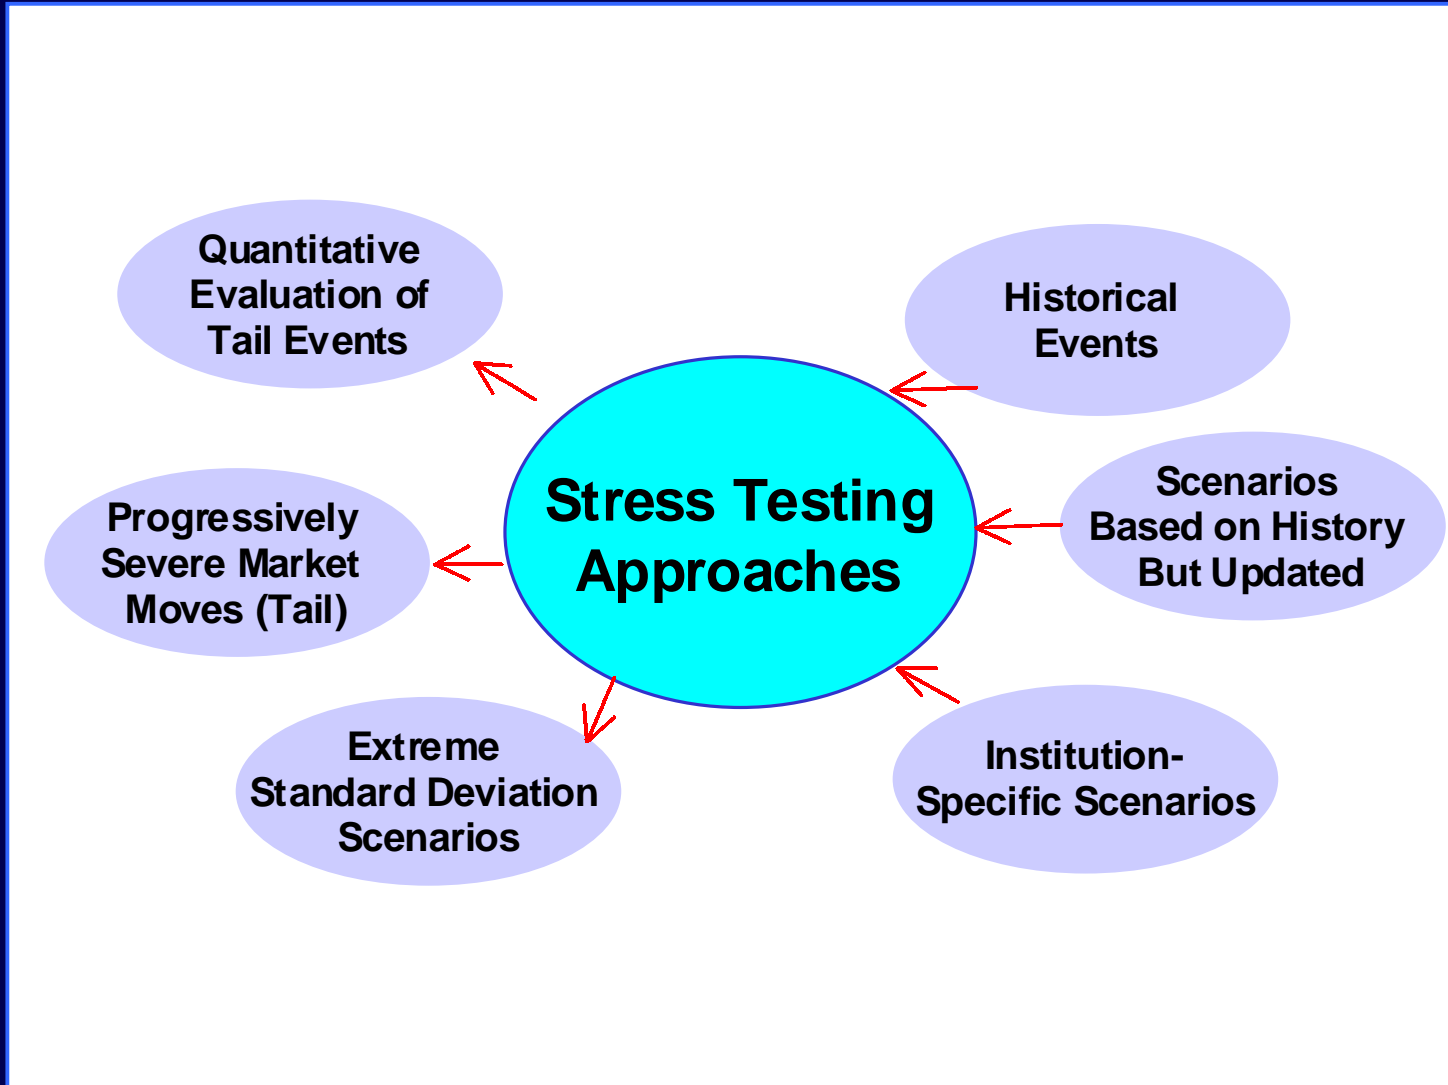 Quantitative
Evaluation of
Tail Events
Historical
Events
Stress Testing
Approaches
Scenarios
Based on History
But Updated
Progressively
Severe Market
Moves (Tail)
Extreme
Standard Deviation
Scenarios
Institution-
Specific Scenarios